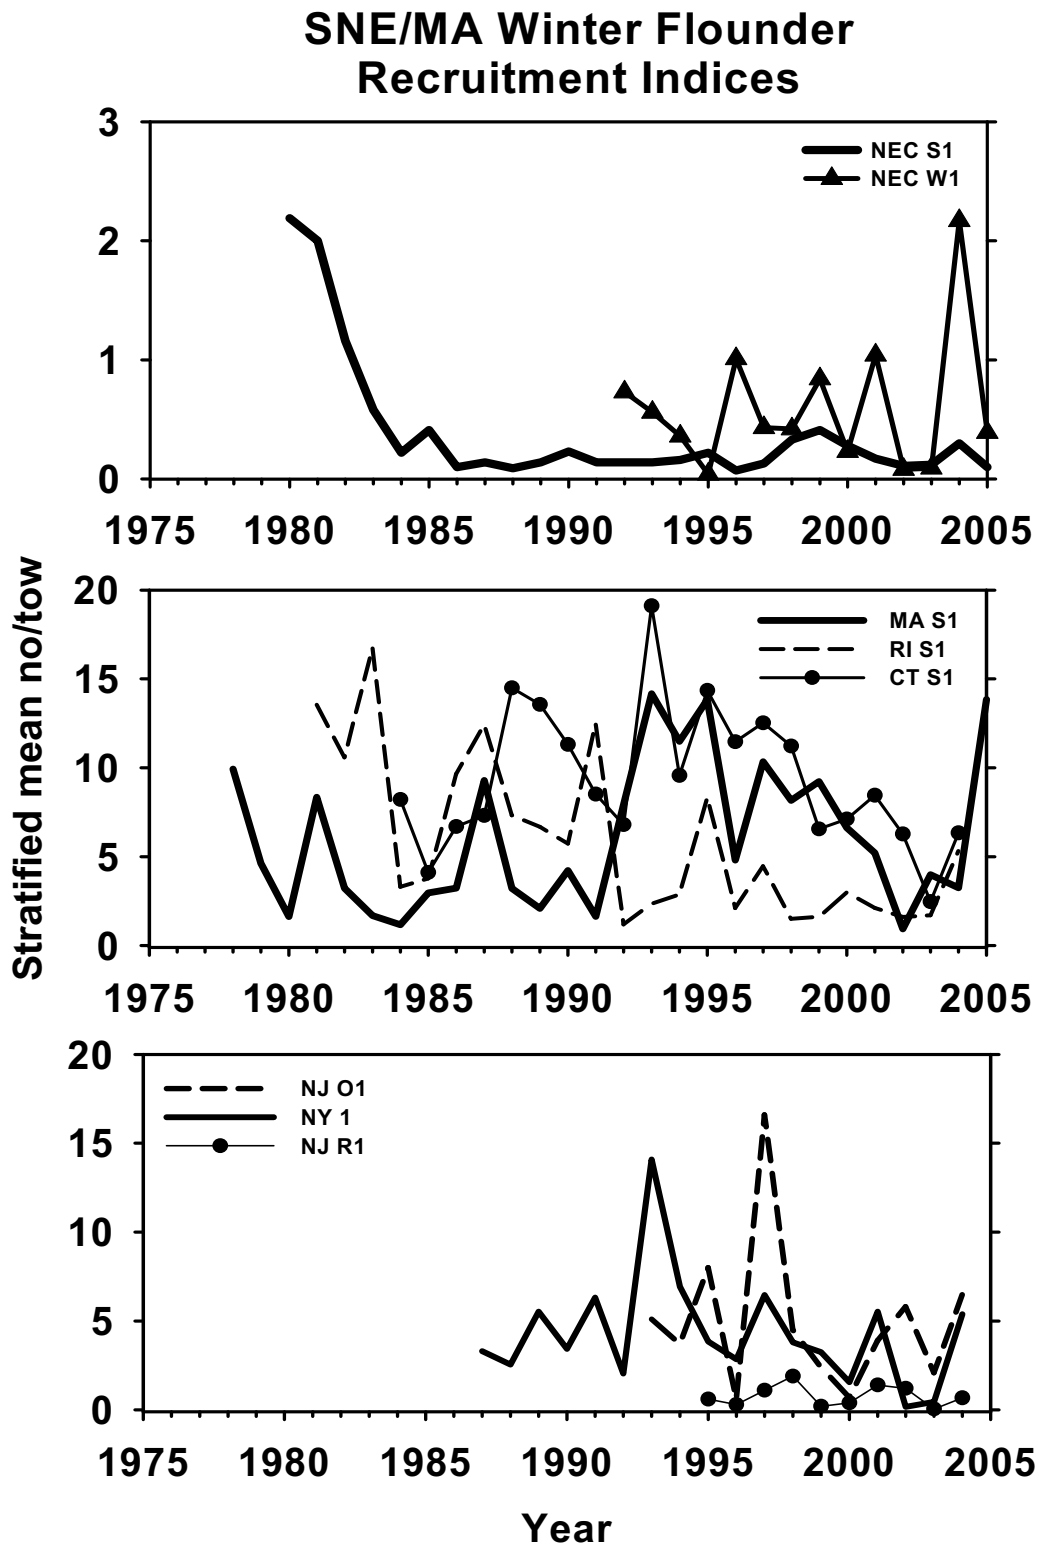 SNE/MA Winter Flounder
Recruitment Indices
3
2
1
0
NEC S1
NEC W1
1975 1980 1985 1990 1995 2000 2005
Stratified mean no/tow
20
15
10
5
0
MA S1
RI S1
CT S1
1975 1980 1985 1990 1995 2000 2005
20
15
10
5
0
NJ O1
NY 1
NJ R1
1975 1980 1985 1990 1995 2000 2005
Year